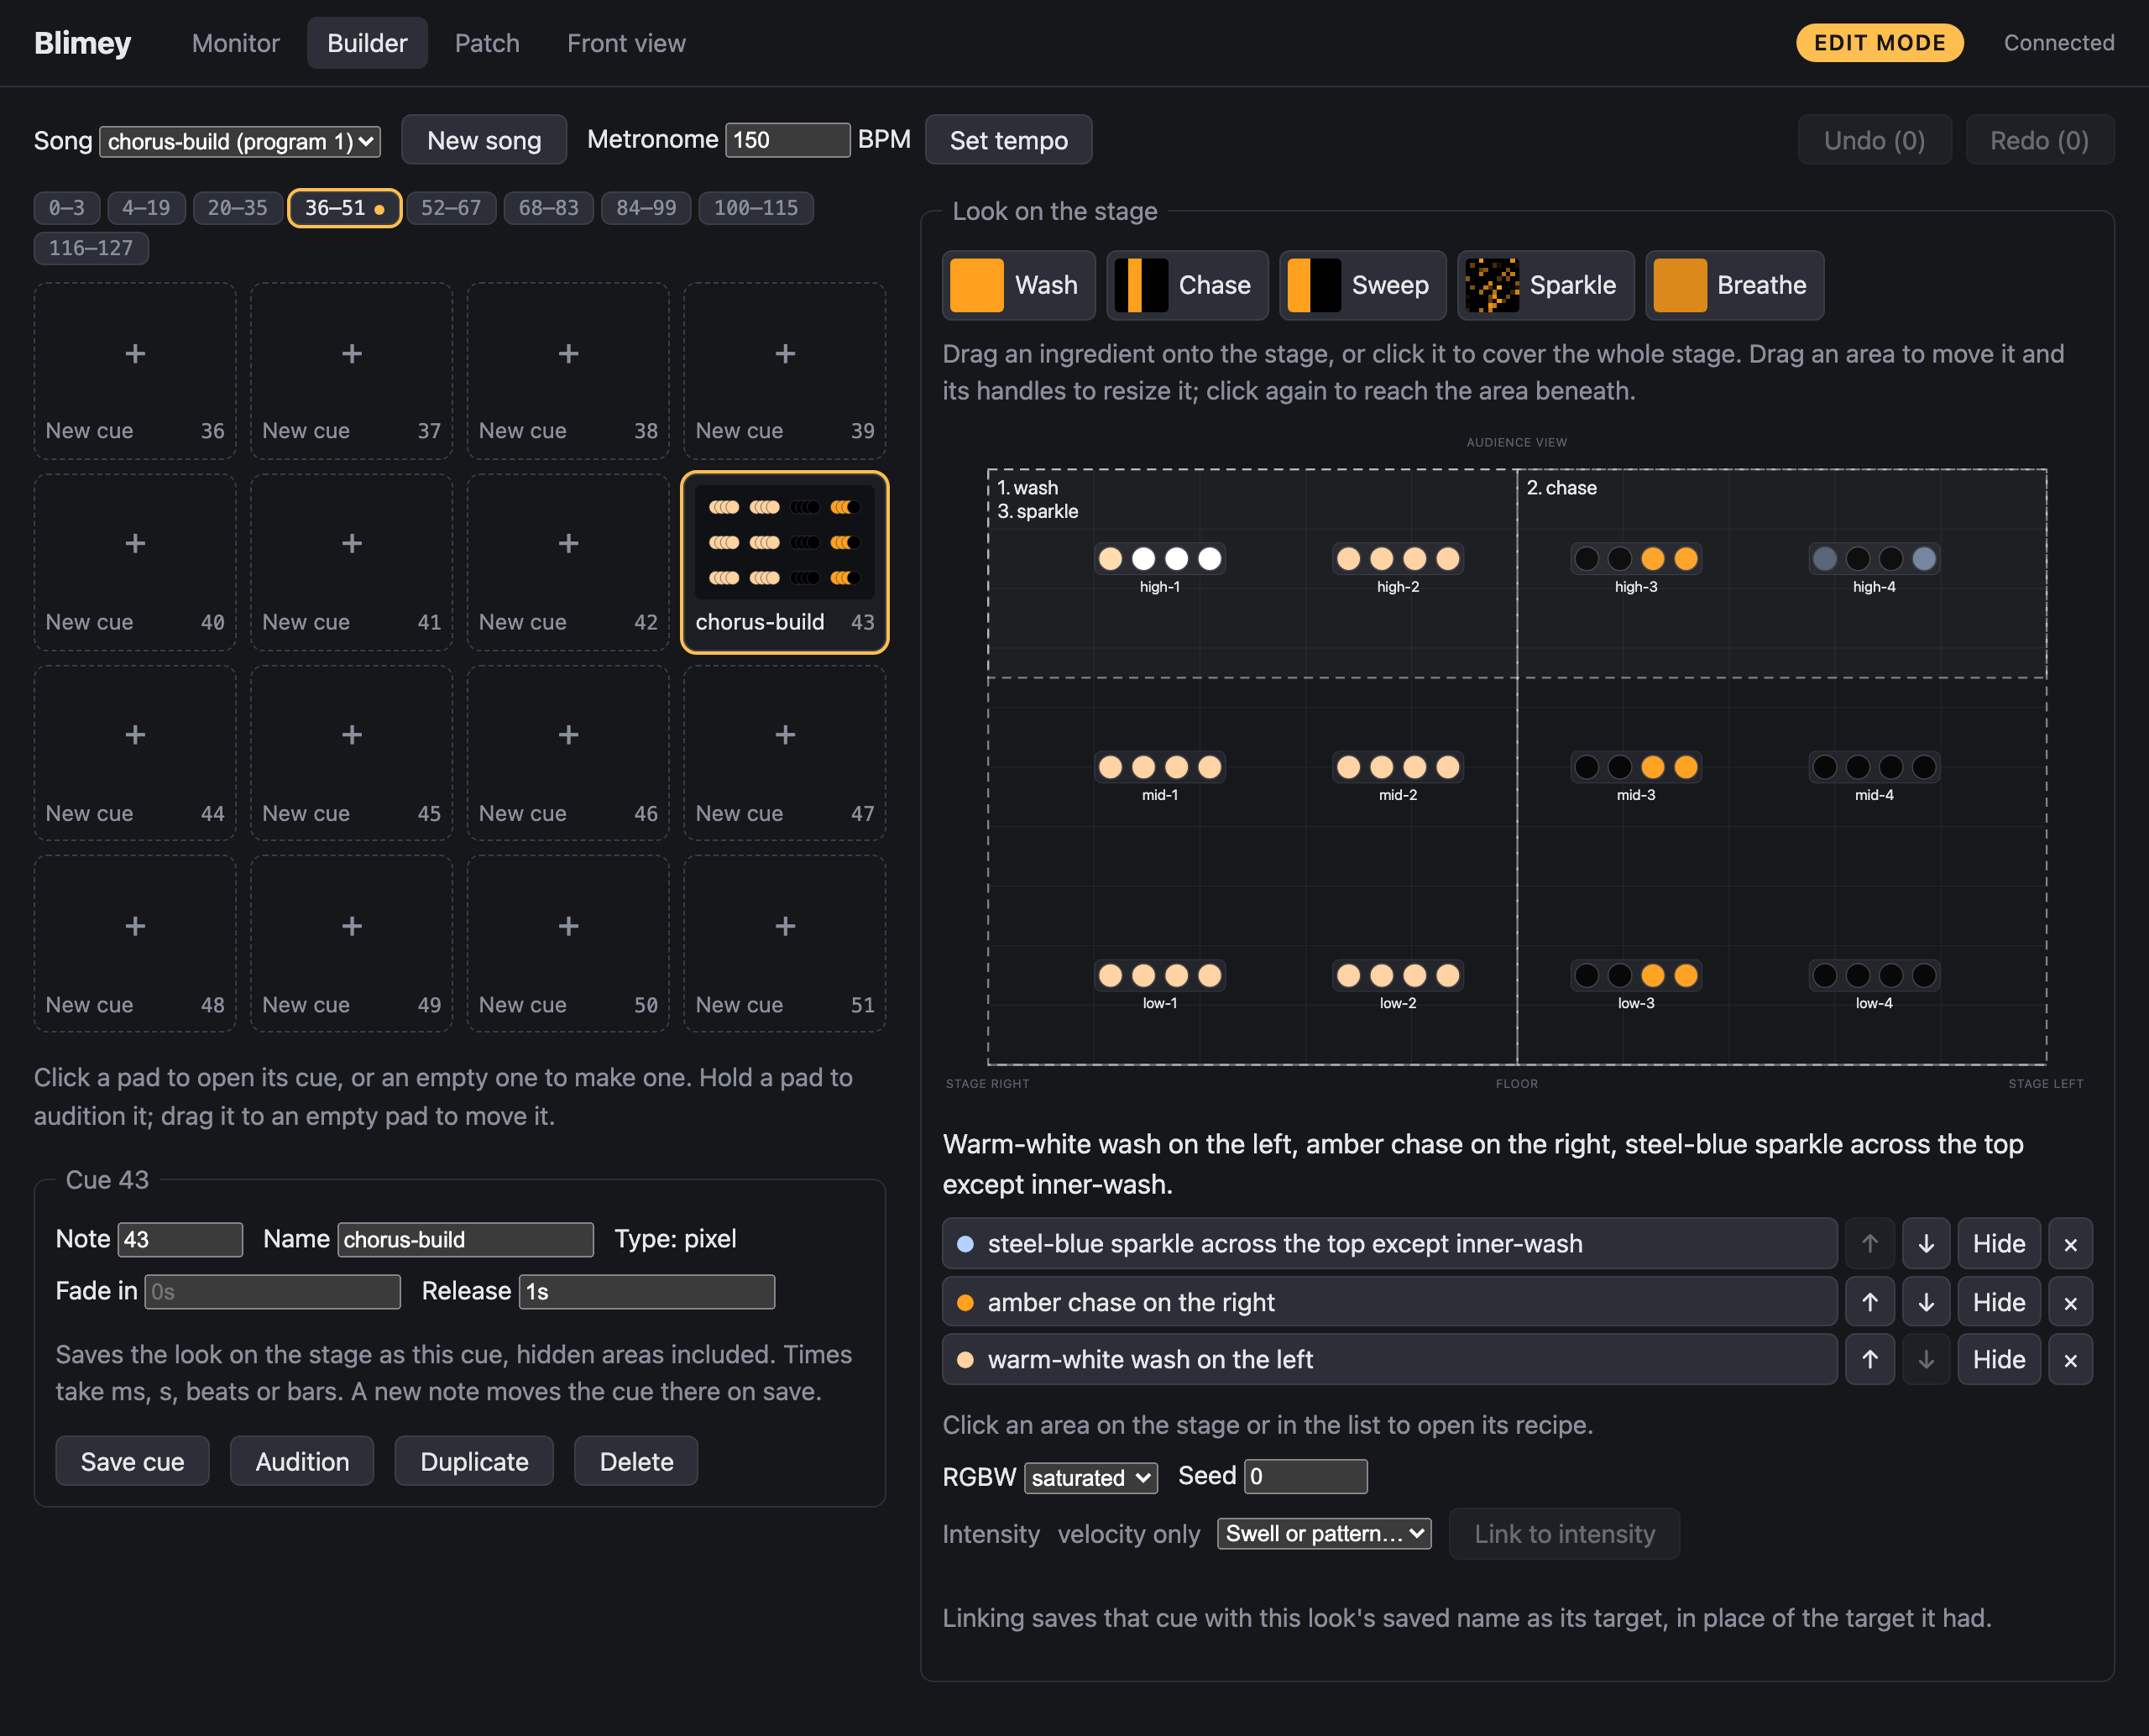 Blimey Monitor Builder Patch Front view EDIT MODE Connected
Song chorus-build (program 1) New song Metronome 150 BPM Set tempo Undo (0) Redo (0)
0–3 4–19 20–35 36–51 52–67 68–83 84–99 100–115
116–127
+ + + +
New cue 36 New cue 37 New cue 38 New cue 39
+ + +
New cue 40 New cue 41 New cue 42 chorus-build 43
+ + + +
New cue 44 New cue 45 New cue 46 New cue 47
+ + + +
New cue 48 New cue 49 New cue 50 New cue 51
Click a pad to open its cue, or an empty one to make one. Hold a pad to
audition it; drag it to an empty pad to move it.
Cue 43
Note 43 Name chorus-build Type: pixel
Fade in 0s Release 1s
Saves the look on the stage as this cue, hidden areas included. Times
take ms, s, beats or bars. A new note moves the cue there on save.
Save cue Audition Duplicate Delete
Look on the stage
Wash Chase Sweep Sparkle Breathe
Drag an ingredient onto the stage, or click it to cover the whole stage. Drag an area to move it and
its handles to resize it; click again to reach the area beneath.
AUDIENCE VIEW
1. wash 2. chase
3. sparkle
high-1 high-2 high-3 high-4
mid-1 mid-2 mid-3 mid-4
low-1 low-2 low-3 low-4
STAGE RIGHT FLOOR STAGE LEFT
Warm-white wash on the left, amber chase on the right, steel-blue sparkle across the top
except inner-wash.
steel-blue sparkle across the top except inner-wash ↑ ↓ Hide ×
amber chase on the right ↑ ↓ Hide ×
warm-white wash on the left ↑ ↓ Hide ×
Click an area on the stage or in the list to open its recipe.
RGBW saturated Seed 0
Intensity velocity only Swell or pattern... Link to intensity
Linking saves that cue with this look's saved name as its target, in place of the target it had.